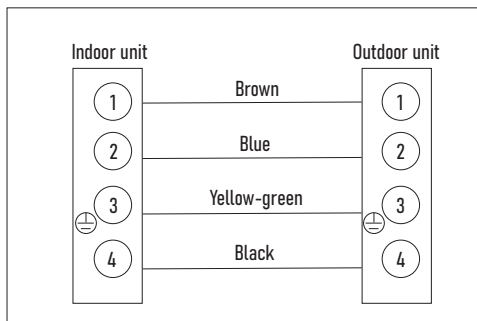 Indoor unit Outdoor unit
1 Brown 1
2 Blue 2
3 Yellow-green 3
4 Black 4